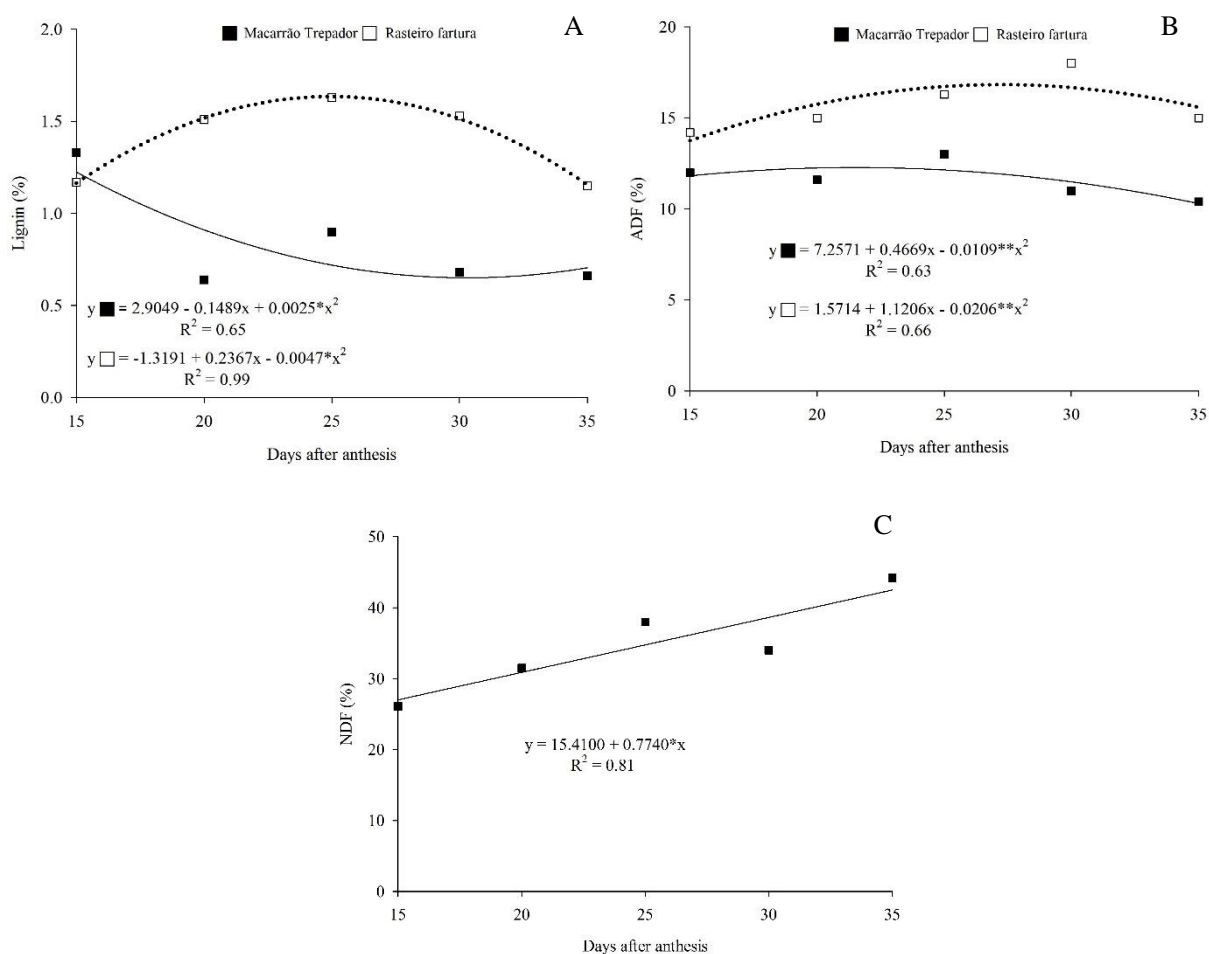 A
■ Macarrão Trepador □ Rasteiro fartura
2.0
1.5
1.0
0.5
0.0
Lignin (%)
y ■ = 2.9049 - 0.1489x + 0.0025*x²
R² = 0.65
y □ = -1.3191 + 0.2367x - 0.0047*x²
R² = 0.99
15 20 25 30 35
Days after anthesis
B
■ Macarrão Trepador □ Rasteiro fartura
20
15
10
5
0
ADF (%)
y ■ = 7.2571 + 0.4669x - 0.0109**x²
R² = 0.63
y □ = 1.5714 + 1.1206x - 0.0206**x²
R² = 0.66
15 20 25 30 35
Days after anthesis
C
50
40
30
20
10
0
NDF (%)
y = 15.4100 + 0.7740*x
R² = 0.81
15 20 25 30 35
Days after anthesis